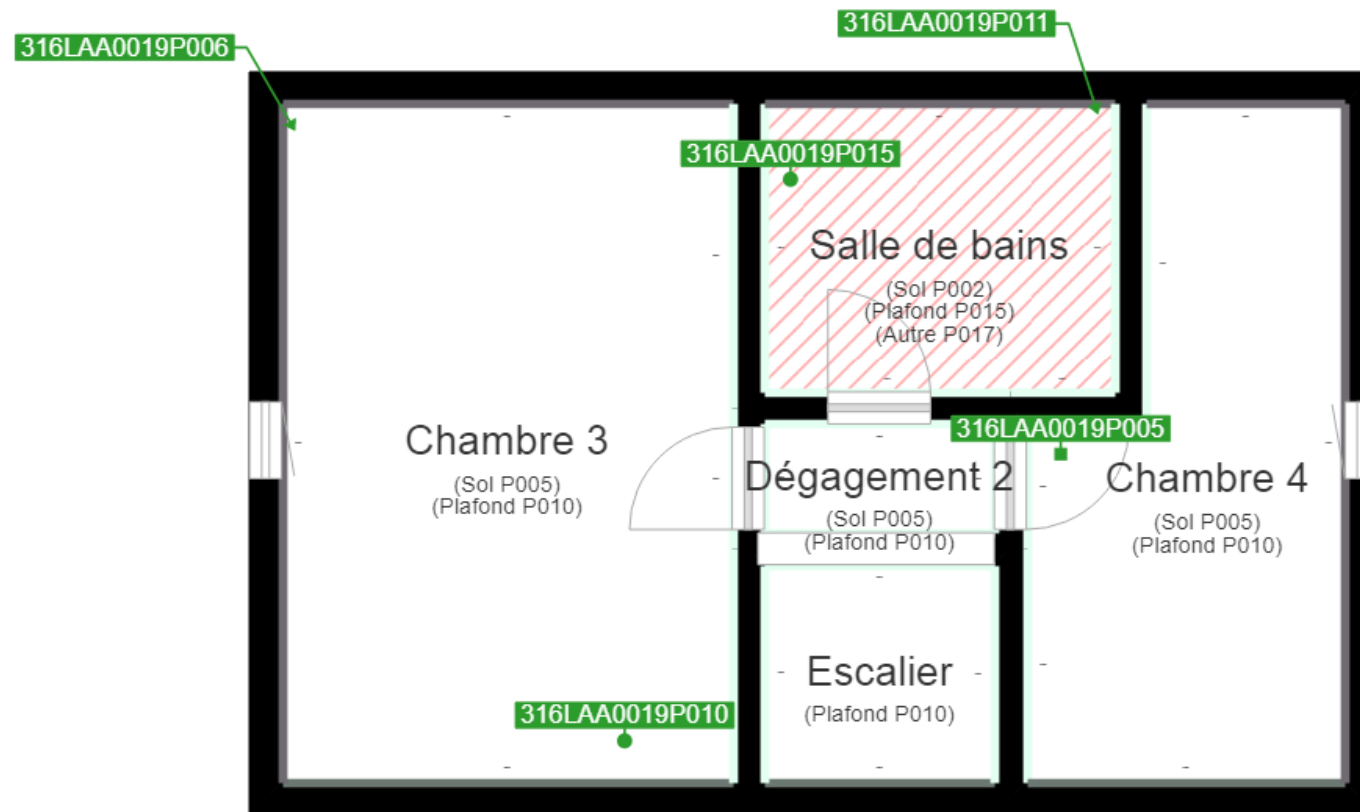 316LAA0019P006
316LAA0019P011
316LAA0019P015
Salle de bains
(Sol P002)
(Plafond P015)
(Autre P017)
316LAA0019P005
Chambre 3
(Sol P005)
(Plafond P010)
Dégagement 2
(Sol P005)
(Plafond P010)
Chambre 4
(Sol P005)
(Plafond P010)
Escalier
(Plafond P010)
316LAA0019P010